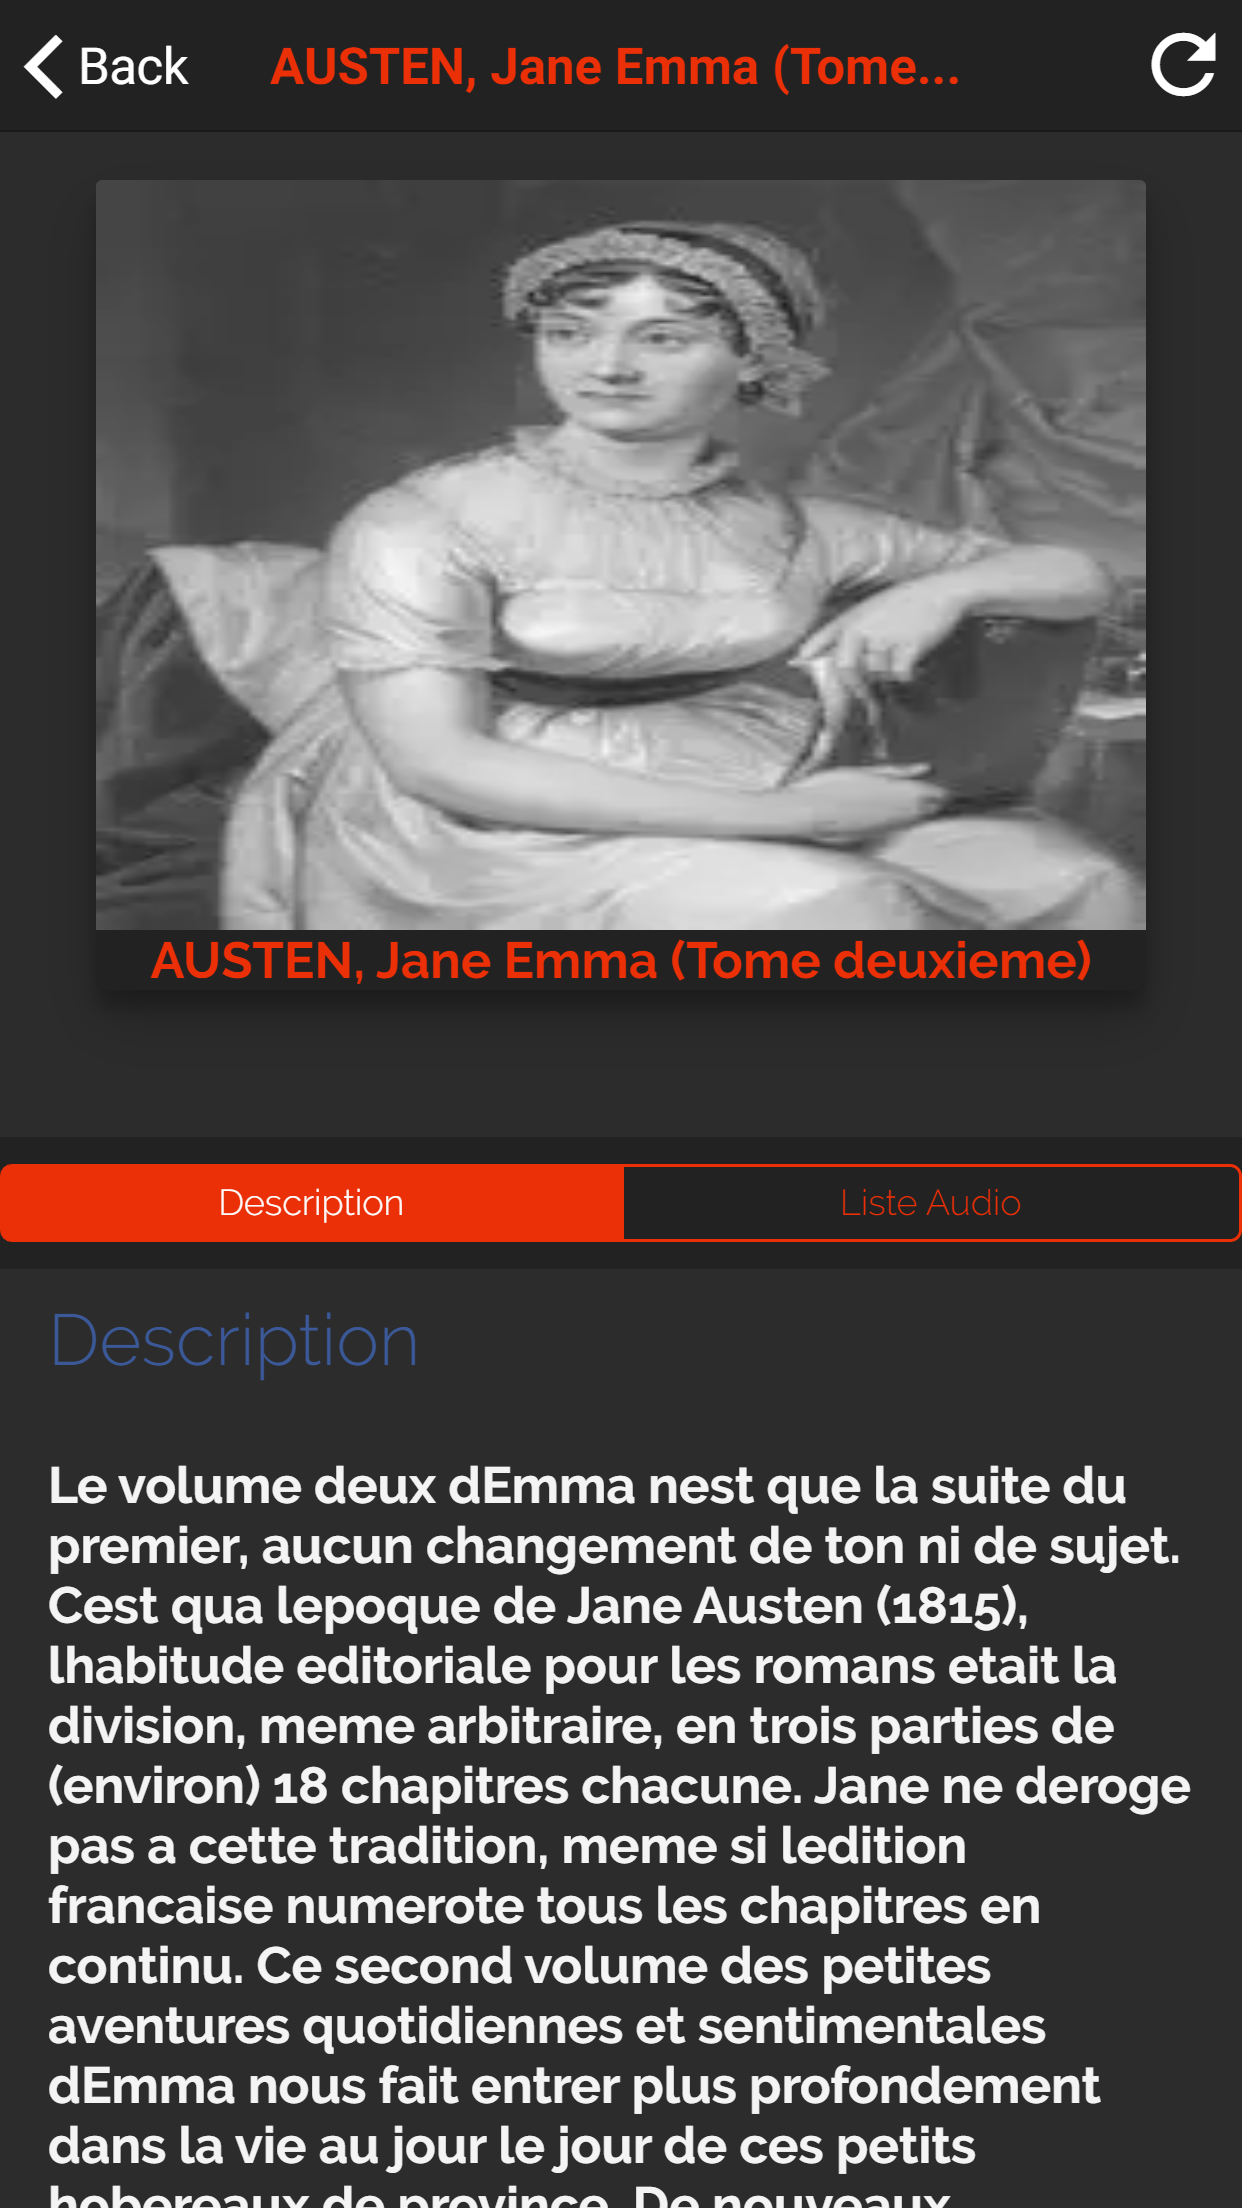 Back
AUSTEN, Jane Emma (Tome...
AUSTEN, Jane Emma (Tome deuxieme)
Description
Liste Audio
Description
Le volume deux dEmma nest que la suite du
premier, aucun changement de ton ni de sujet.
Cest qua lepoque de Jane Austen (1815),
lhabitude editoriale pour les romans etait la
division, meme arbitraire, en trois parties de
(environ) 18 chapitres chacune. Jane ne deroge
pas a cette tradition, meme si ledition
francaise numerote tous les chapitres en
continu. Ce second volume des petites
aventures quotidiennes et sentimentales
dEmma nous fait entrer plus profondement
dans la vie au jour le jour de ces petits
hobereaux de province. De nouveaux